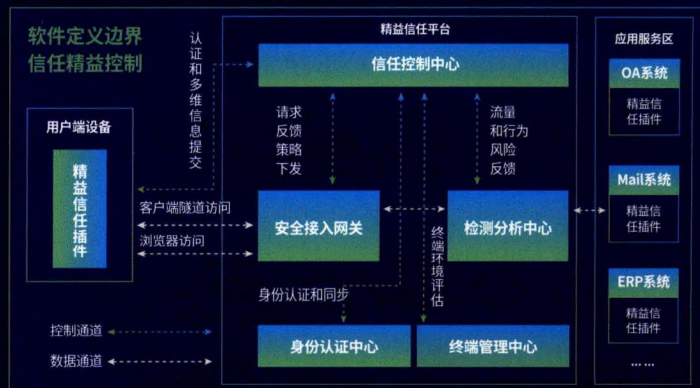 软件定义边界
信任精益控制
认证和多维信息提交
精益信任平台
信任控制中心
应用服务区
OA系统
精益信
任插件
用户端设备
精益信任插件
请求
反馈
策略
下发
流量
和行为
风险
反馈
Mail系统
精益信
任插件
客户端隧道访问
浏览器访问
安全接入网关
检测分析中心
终端环境评估
ERP系统
精益信
任插件
... ...
身份认证和同步
身份认证中心
终端管理中心
控制通道
数据通道